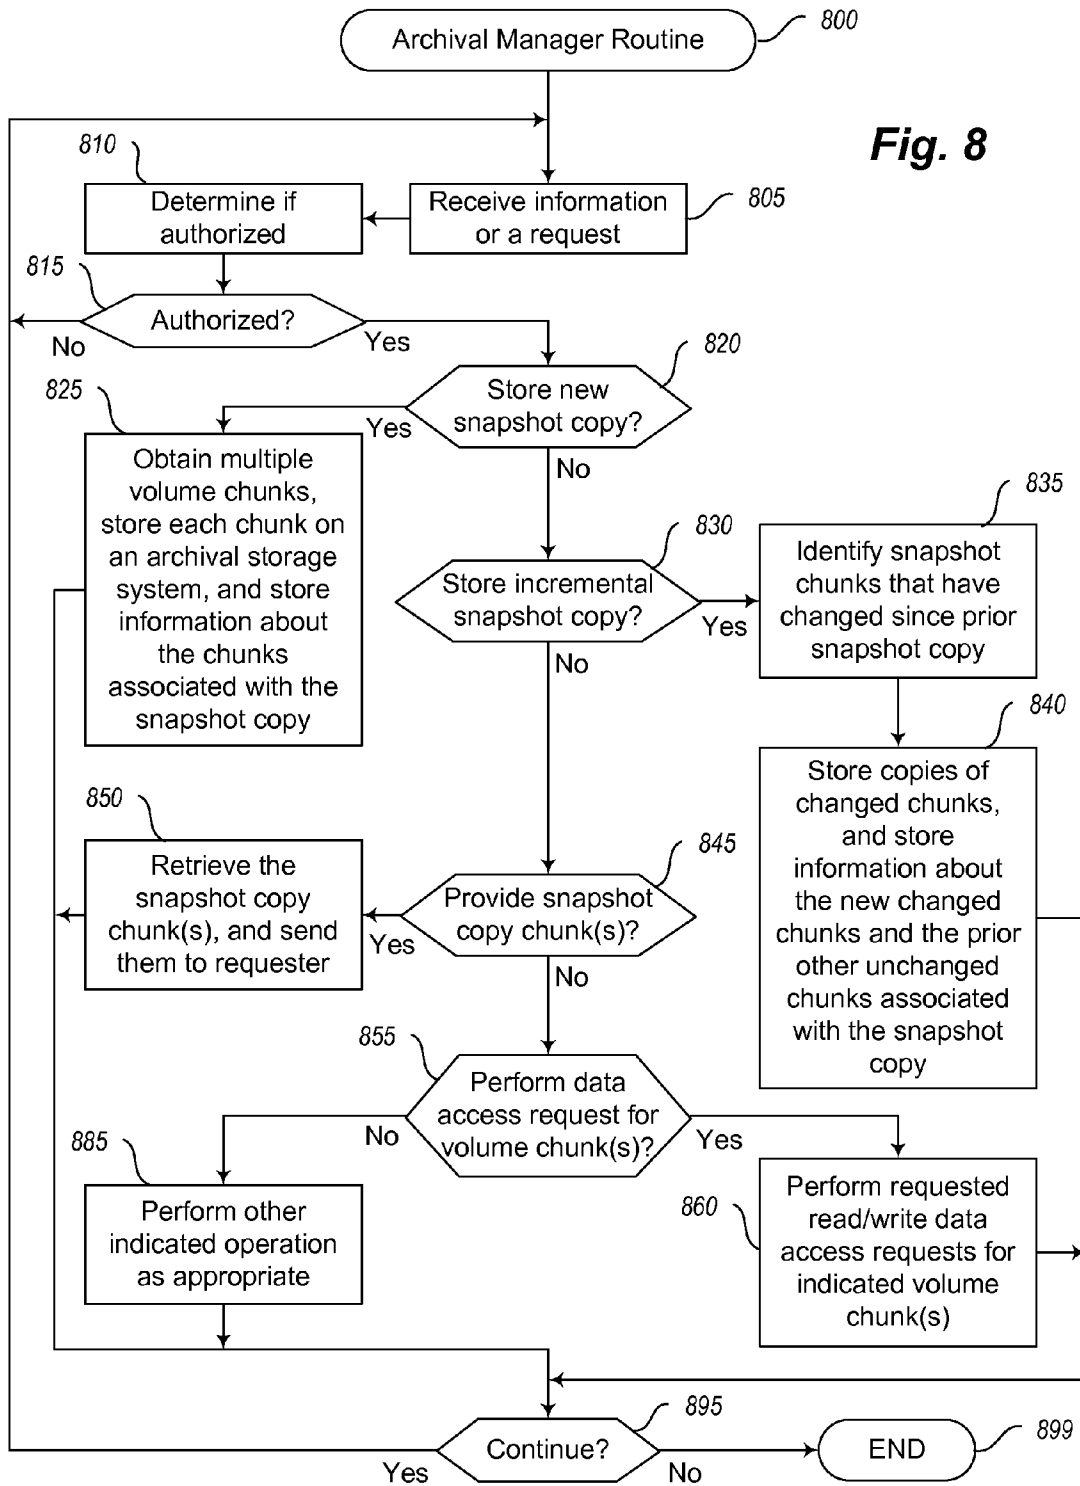 Archival Manager Routine
800
Fig. 8
810
Determine if
authorized
Receive information
or a request
805
815
Authorized?
No
Yes
820
Store new
snapshot copy?
Yes
No
825
Obtain multiple
volume chunks,
store each chunk on
an archival storage
system, and store
information about
the chunks
associated with the
snapshot copy
830
Store incremental
snapshot copy?
Yes
No
835
Identify snapshot
chunks that have
changed since prior
snapshot copy
840
Store copies of
changed chunks,
and store
information about
the new changed
chunks and the prior
other unchanged
chunks associated
with the snapshot
copy
850
Retrieve the
snapshot copy
chunk(s), and send
them to requester
845
Provide snapshot
copy chunk(s)?
Yes
No
855
Perform data
access request for
volume chunk(s)?
No
Yes
885
Perform other
indicated operation
as appropriate
860
Perform requested
read/write data
access requests for
indicated volume
chunk(s)
895
Continue?
Yes
No
END
899